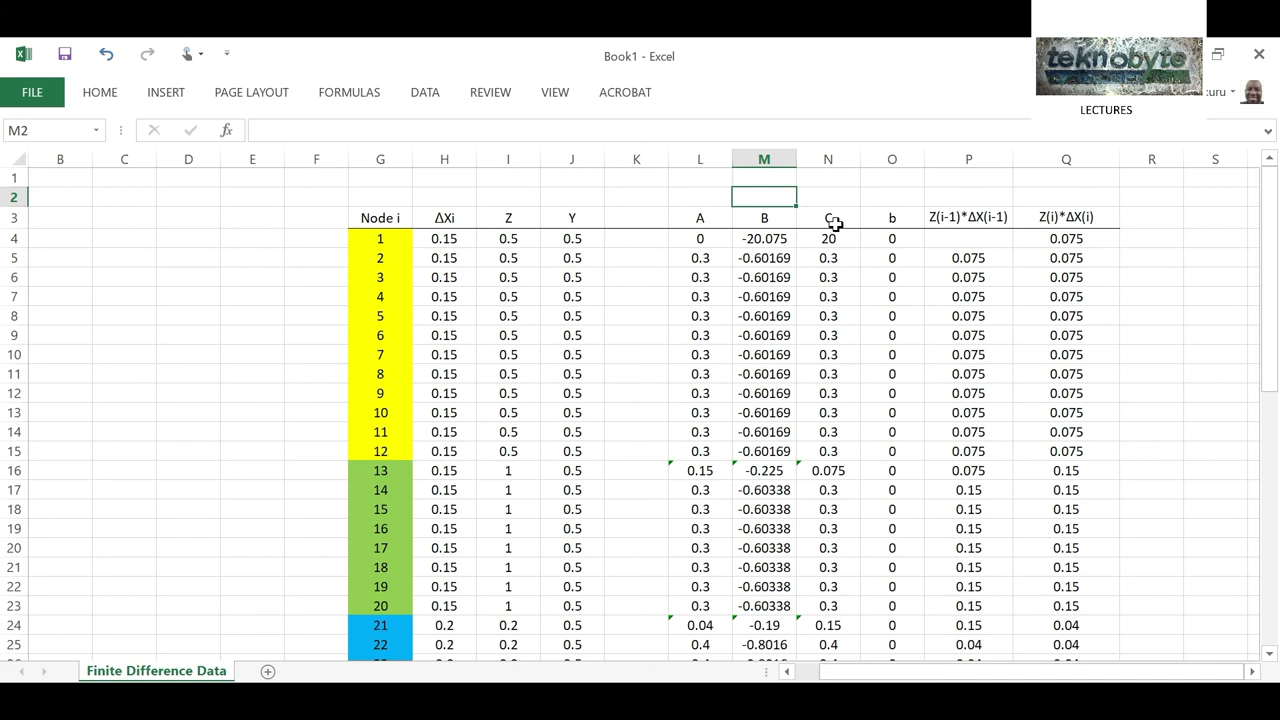 Book1 - Excel
teknobyte
LECTURES
FILE HOME INSERT PAGE LAYOUT FORMULAS DATA REVIEW VIEW ACROBAT
M2 fx
B C D E F G H I J K L M N O P Q R S
1
2
3 Node i ΔXi Z Y A B C b Z(i-1)*ΔX(i-1) Z(i)*ΔX(i)
4 1 0.15 0.5 0.5 0 -20.075 20 0 0.075
5 2 0.15 0.5 0.5 0.3 -0.60169 0.3 0 0.075 0.075
6 3 0.15 0.5 0.5 0.3 -0.60169 0.3 0 0.075 0.075
7 4 0.15 0.5 0.5 0.3 -0.60169 0.3 0 0.075 0.075
8 5 0.15 0.5 0.5 0.3 -0.60169 0.3 0 0.075 0.075
9 6 0.15 0.5 0.5 0.3 -0.60169 0.3 0 0.075 0.075
10 7 0.15 0.5 0.5 0.3 -0.60169 0.3 0 0.075 0.075
11 8 0.15 0.5 0.5 0.3 -0.60169 0.3 0 0.075 0.075
12 9 0.15 0.5 0.5 0.3 -0.60169 0.3 0 0.075 0.075
13 10 0.15 0.5 0.5 0.3 -0.60169 0.3 0 0.075 0.075
14 11 0.15 0.5 0.5 0.3 -0.60169 0.3 0 0.075 0.075
15 12 0.15 0.5 0.5 0.3 -0.60169 0.3 0 0.075 0.075
16 13 0.15 1 0.5 0.15 -0.225 0.075 0 0.075 0.15
17 14 0.15 1 0.5 0.3 -0.60338 0.3 0 0.15 0.15
18 15 0.15 1 0.5 0.3 -0.60338 0.3 0 0.15 0.15
19 16 0.15 1 0.5 0.3 -0.60338 0.3 0 0.15 0.15
20 17 0.15 1 0.5 0.3 -0.60338 0.3 0 0.15 0.15
21 18 0.15 1 0.5 0.3 -0.60338 0.3 0 0.15 0.15
22 19 0.15 1 0.5 0.3 -0.60338 0.3 0 0.15 0.15
23 20 0.15 1 0.5 0.3 -0.60338 0.3 0 0.15 0.15
24 21 0.2 0.2 0.5 0.04 -0.19 0.15 0 0.15 0.04
25 22 0.2 0.2 0.5 0.4 -0.8016 0.4 0 0.04 0.04
Finite Difference Data